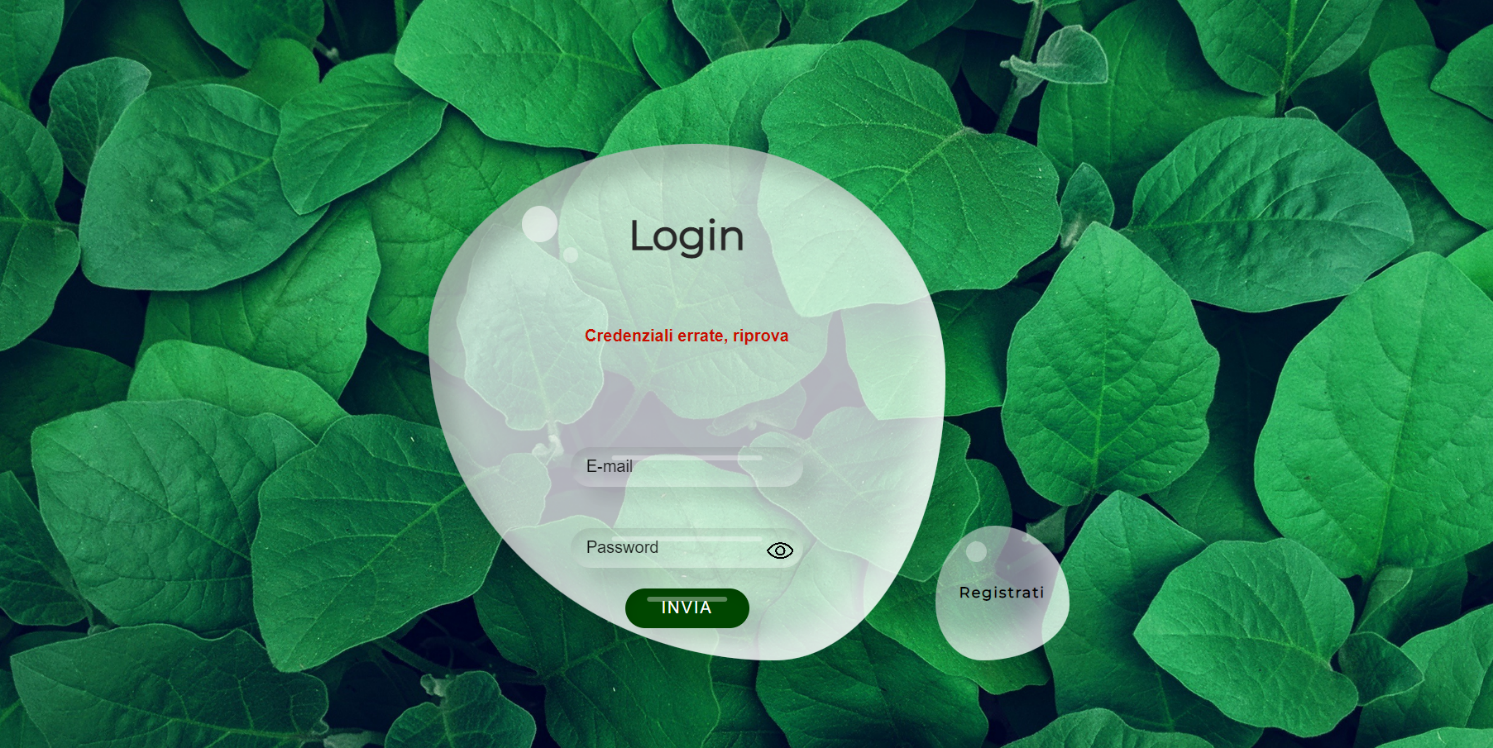 Login
Credenziali errate, riprova
E-mail
Password
INVIA
Registrati